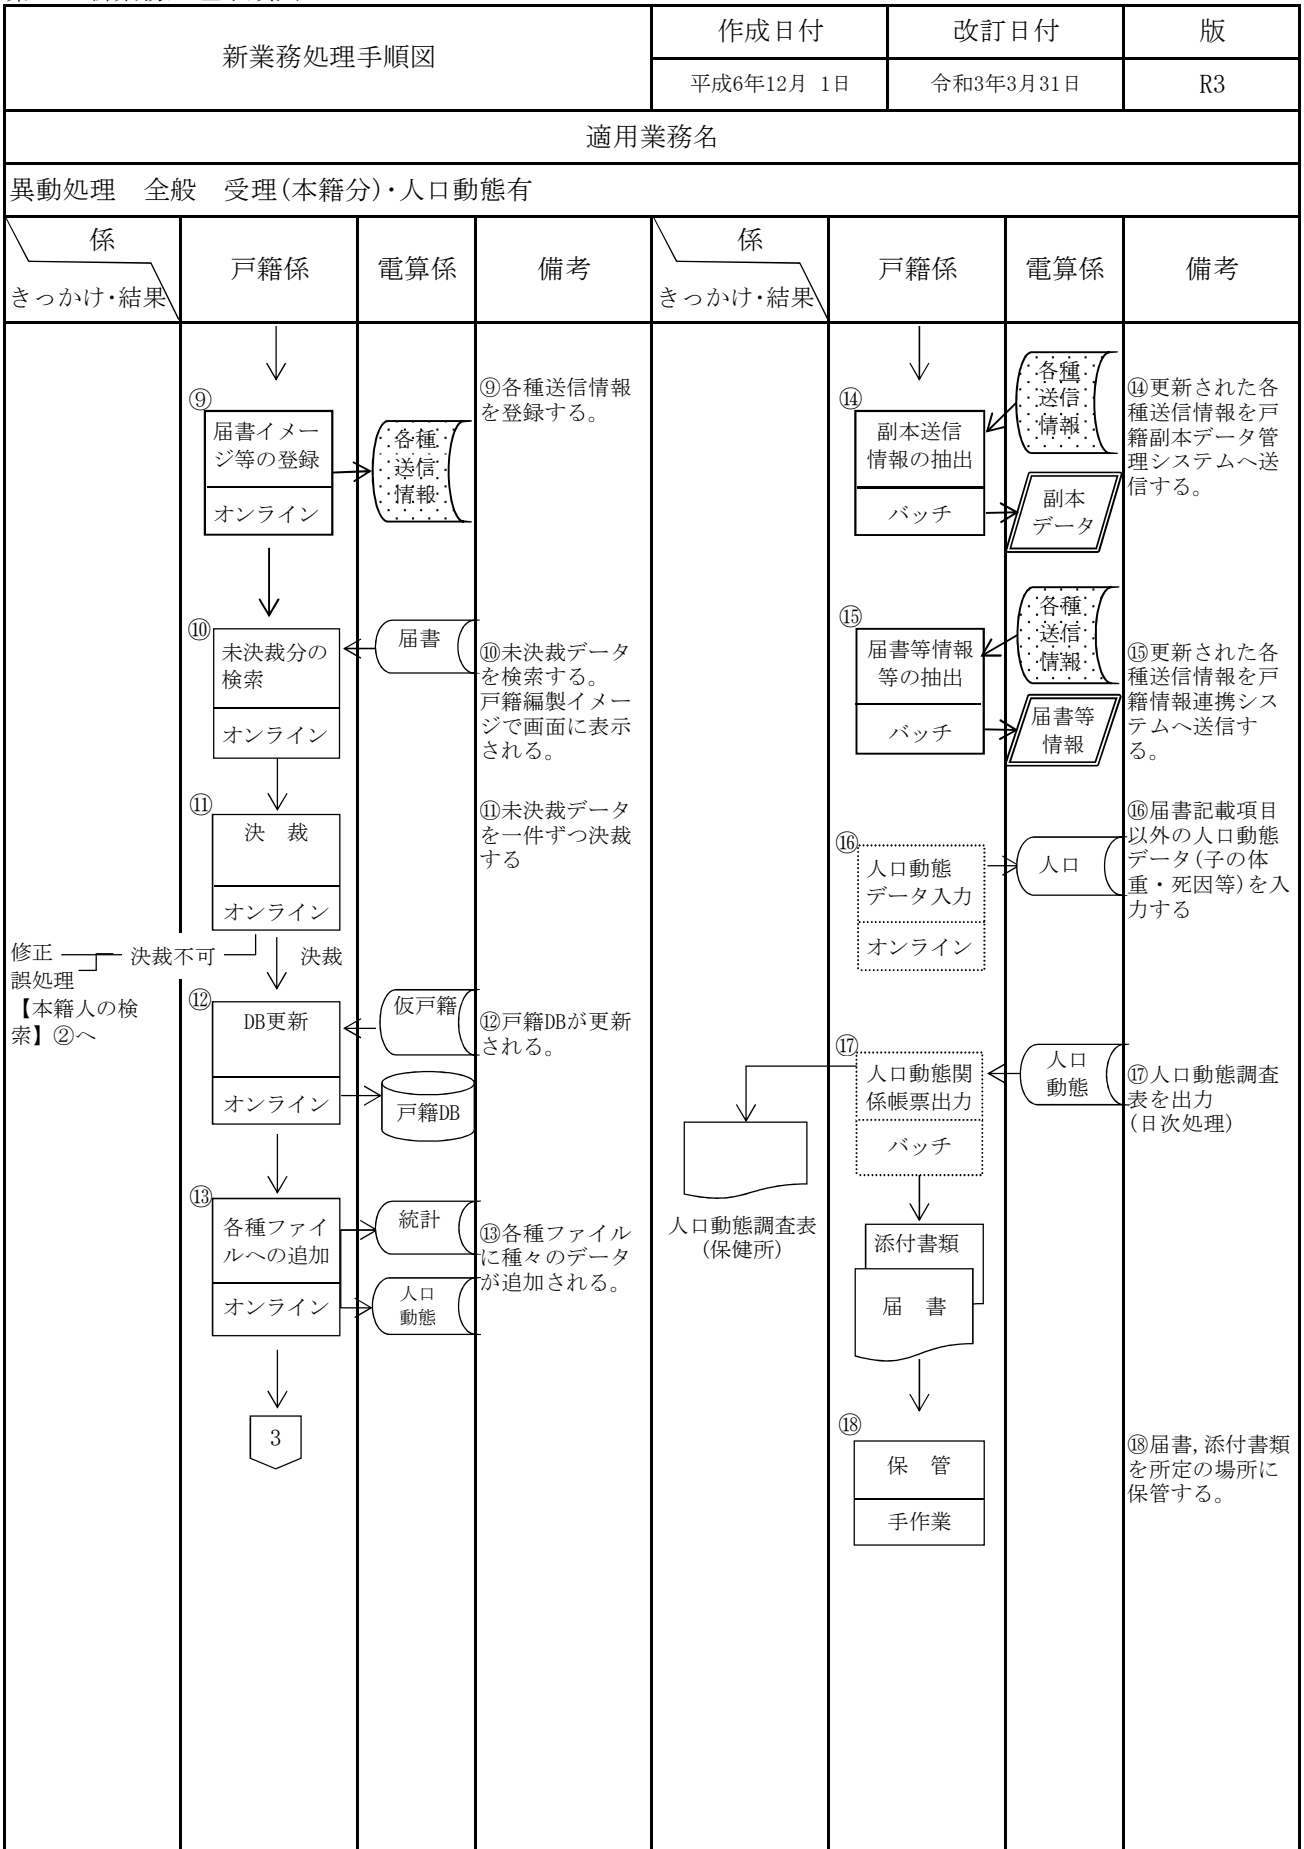 新業務処理手順図
作成日付
改訂日付
版
平成6年12月 1日
令和3年3月31日
R3
適用業務名
異動処理　全般　受理(本籍分)・人口動態有
係
きっかけ・結果
戸籍係
電算係
備考
係
きっかけ・結果
戸籍係
電算係
備考
⑨
届書イメー
ジ等の登録
オンライン
各種
送信
情報
⑨各種送信情報
を登録する。
⑩
未決裁分の
検索
オンライン
届書
⑩未決裁データ
を検索する。
戸籍編製イメー
ジで画面に表示
される。
⑪
決　裁
オンライン
⑪未決裁データ
を一件ずつ決裁
する
修正
誤処理
決裁不可
決裁
【本籍人の検
索】②へ
⑫
DB更新
オンライン
仮戸籍
戸籍DB
⑫戸籍DBが更新
される。
⑬
各種ファイ
ルへの追加
オンライン
統計
人口
動態
⑬各種ファイル
に種々のデータ
が追加される。
3
⑭
副本送信
情報の抽出
バッチ
各種
送信
情報
副本
データ
⑭更新された各
種送信情報を戸
籍副本データ管
理システムへ送
信する。
⑮
届書等情報
等の抽出
バッチ
各種
送信
情報
届書等
情報
⑮更新された各
種送信情報を戸
籍情報連携シス
テムへ送信す
る。
⑯
人口動態
データ入力
オンライン
人口
⑯届書記載項目
以外の人口動態
データ(子の体
重・死因等)を入
力する
⑰
人口動態関
係帳票出力
バッチ
人口
動態
⑰人口動態調査
表を出力
(日次処理)
人口動態調査表
(保健所)
添付書類
届　書
⑱
保　管
手作業
⑱届書,添付書類
を所定の場所に
保管する。